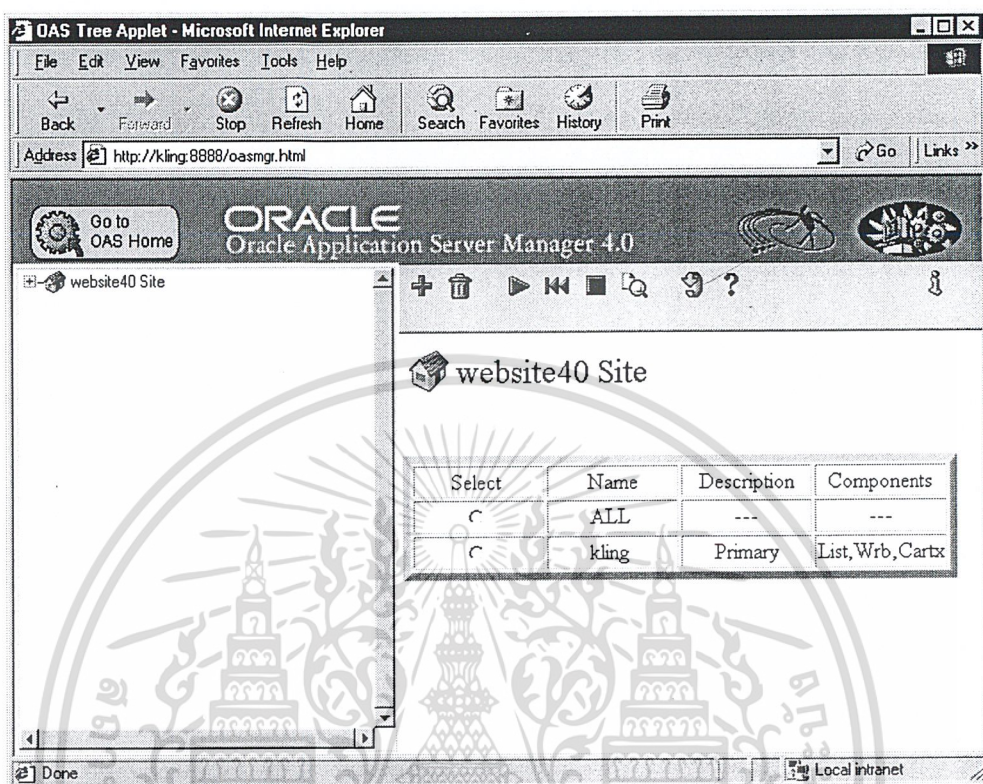 OAS Tree Applet - Microsoft Internet Explorer
File Edit View Favorites Tools Help
Back Forward Stop Refresh Home Search Favorites History Print
Address http://kling:8888/oasmgr.html Go Links »
Go to
OAS Home
ORACLE
Oracle Application Server Manager 4.0
website40 Site
website40 Site
Select Name Description Components
ALL --- ---
kling Primary List,Wrb,Cartx
Done Local intranet